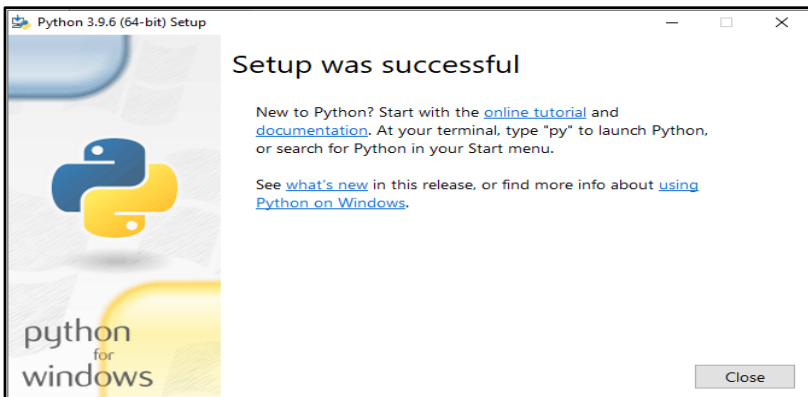 Python 3.9.6 (64-bit) Setup
Setup was successful
New to Python? Start with the online tutorial and
documentation. At your terminal, type "py" to launch Python,
or search for Python in your Start menu.
See what's new in this release, or find more info about using
Python on Windows.
python
for
windows
Close